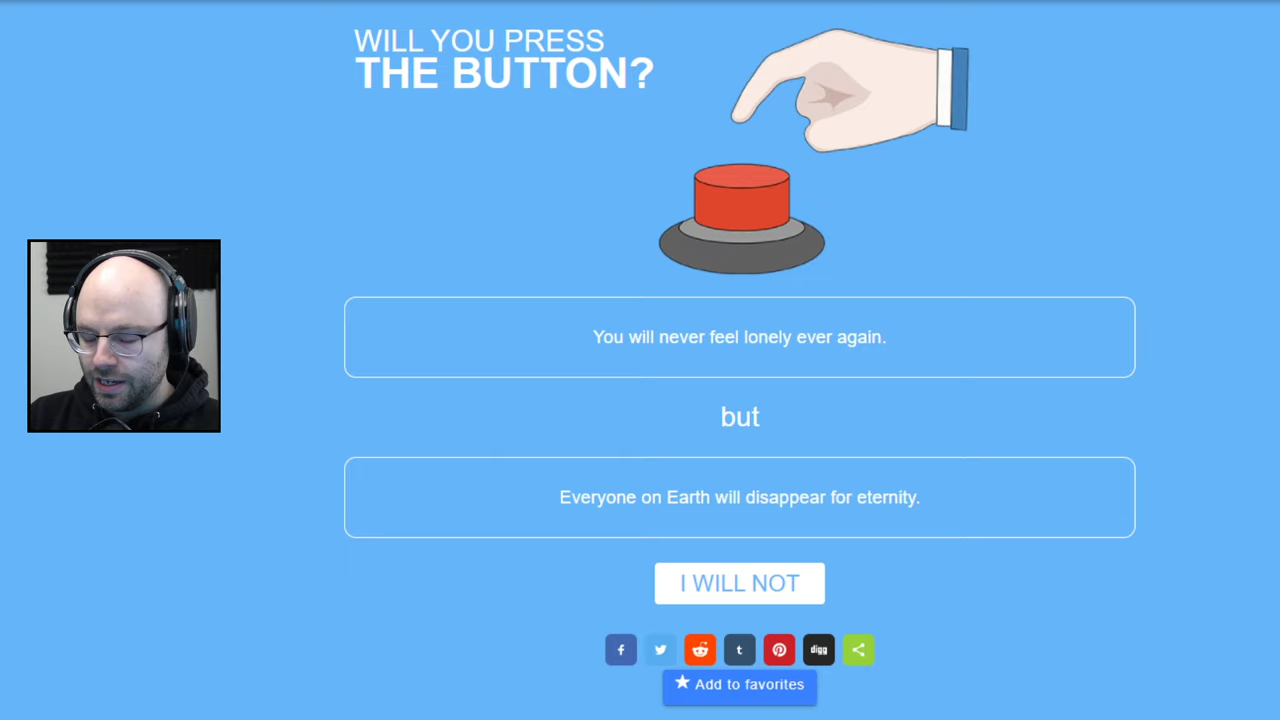 WILL YOU PRESS
THE BUTTON?
You will never feel lonely ever again.
but
Everyone on Earth will disappear for eternity.
I WILL NOT
f
t
digg
Add to favorites